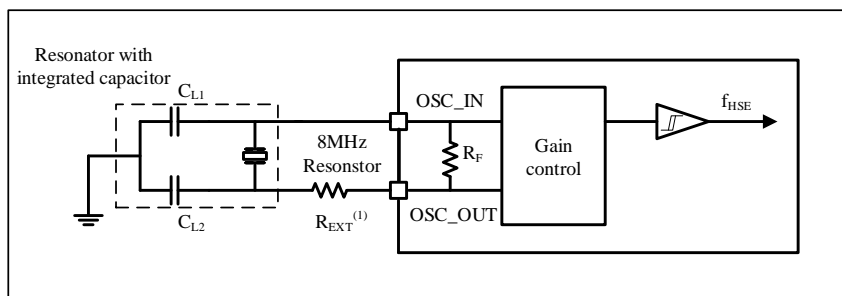 Resonator with
integrated capacitor
C_L1
OSC_IN
f_HSE
8MHz
Resonstor
R_F
Gain
control
C_L2
R_EXT^(1)
OSC_OUT